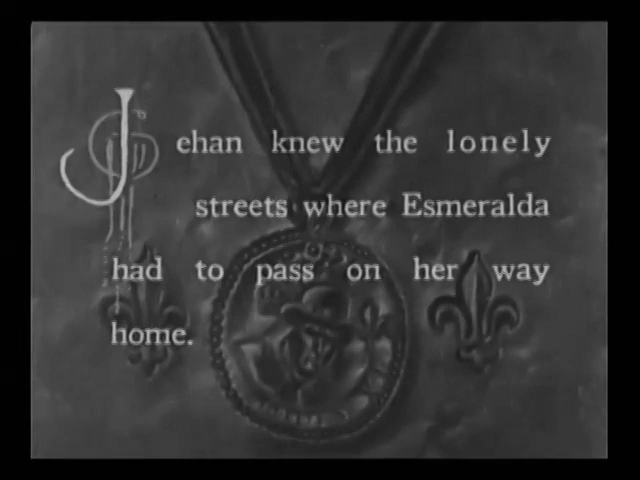 Jehan knew the lonely
streets where Esmeralda
had to pass on her way
home.